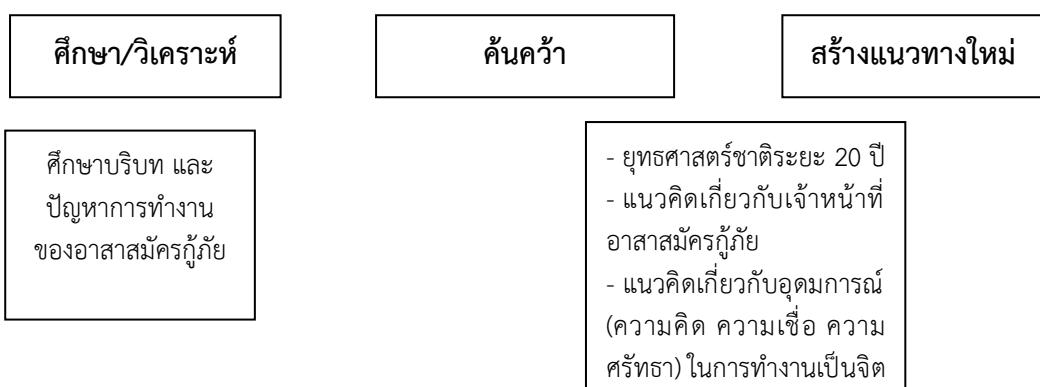 ศึกษา/วิเคราะห์
ค้นคว้า
สร้างแนวทางใหม่
ศึกษาบริบท และ
ปัญหาการทำงาน
ของอาสาสมัครกู้ภัย
- ยุทธศาสตร์ชาติระยะ 20 ปี
- แนวคิดเกี่ยวกับเจ้าหน้าที่
อาสาสมัครกู้ภัย
- แนวคิดเกี่ยวกับอุดมการณ์
(ความคิด ความเชื่อ ความ
ศรัทธา) ในการทำงานเป็นจิต